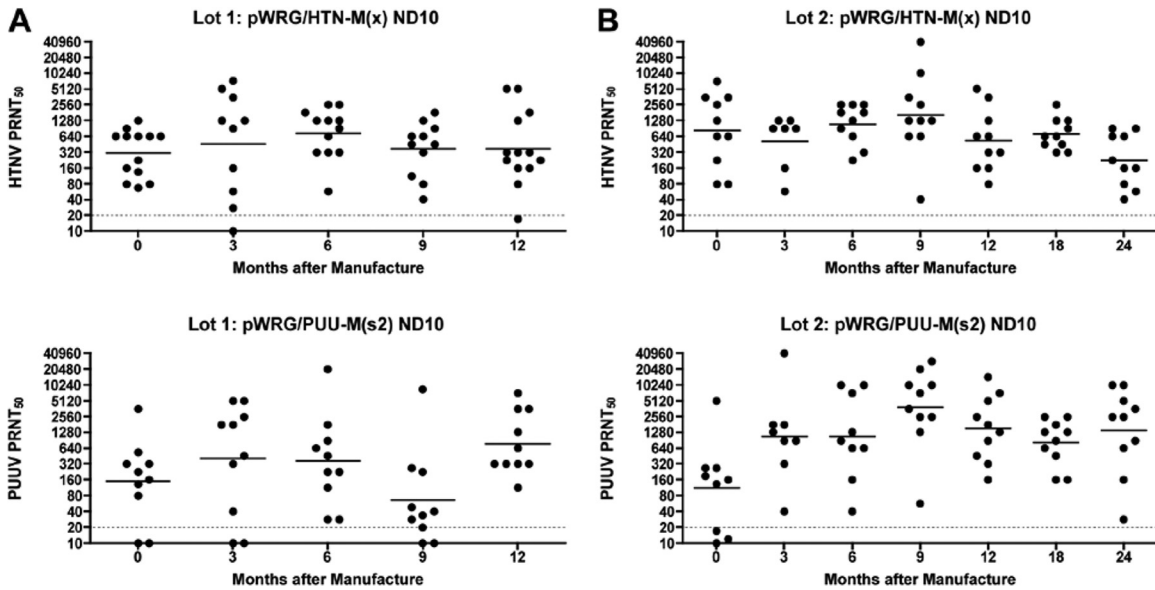 A
Lot 1: pWRG/HTN-M(x) ND10
HTNV PRNT50
40960
20480
10240
5120
2560
1280
640
320
160
80
40
20
10
0 3 6 9 12
Months after Manufacture
B
Lot 2: pWRG/HTN-M(x) ND10
HTNV PRNT50
40960
20480
10240
5120
2560
1280
640
320
160
80
40
20
10
0 3 6 9 12 18 24
Months after Manufacture
Lot 1: pWRG/PUU-M(s2) ND10
PUUV PRNT50
40960
20480
10240
5120
2560
1280
640
320
160
80
40
20
10
0 3 6 9 12
Months after Manufacture
Lot 2: pWRG/PUU-M(s2) ND10
PUUV PRNT50
40960
20480
10240
5120
2560
1280
640
320
160
80
40
20
10
0 3 6 9 12 18 24
Months after Manufacture